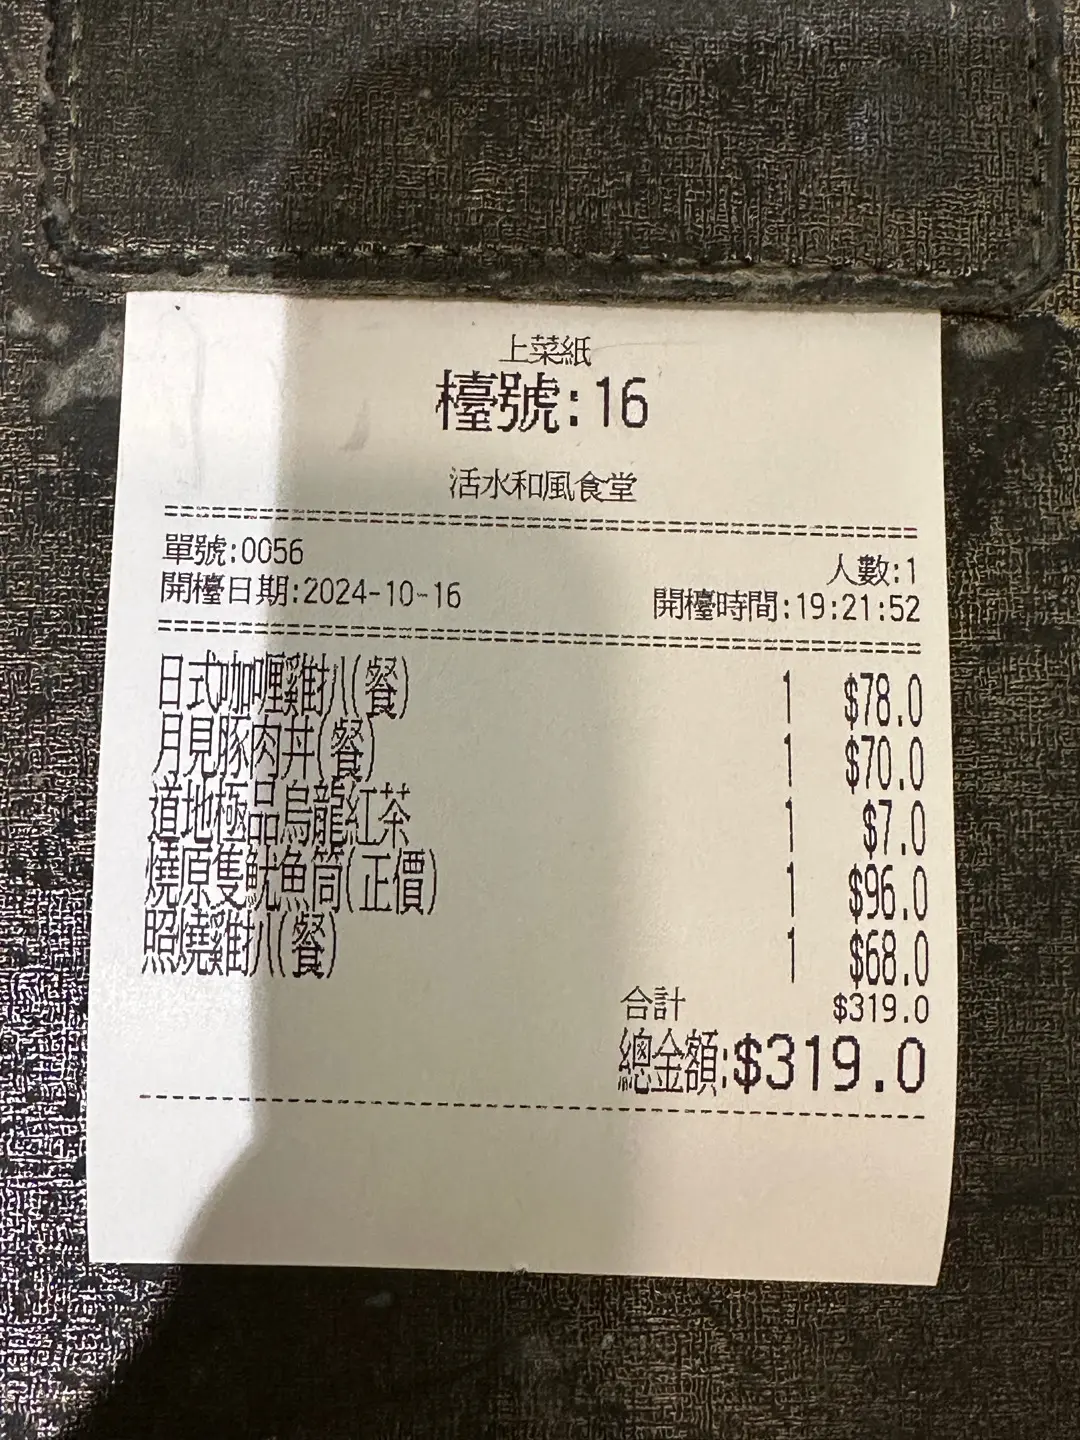 上菜紙
檯號:16
活水和風食堂
單號:0056 人數:1
開檯日期:2024-10-16 開檯時間:19:21:52
日式咖喱雞扒(餐) 1 $78.0
月見豚肉丼(餐) 1 $70.0
道地極品烏龍紅茶 1 $7.0
燒原隻魷魚筒(正價) 1 $96.0
照燒雞扒(餐) 1 $68.0
合計 $319.0
總金額:$319.0